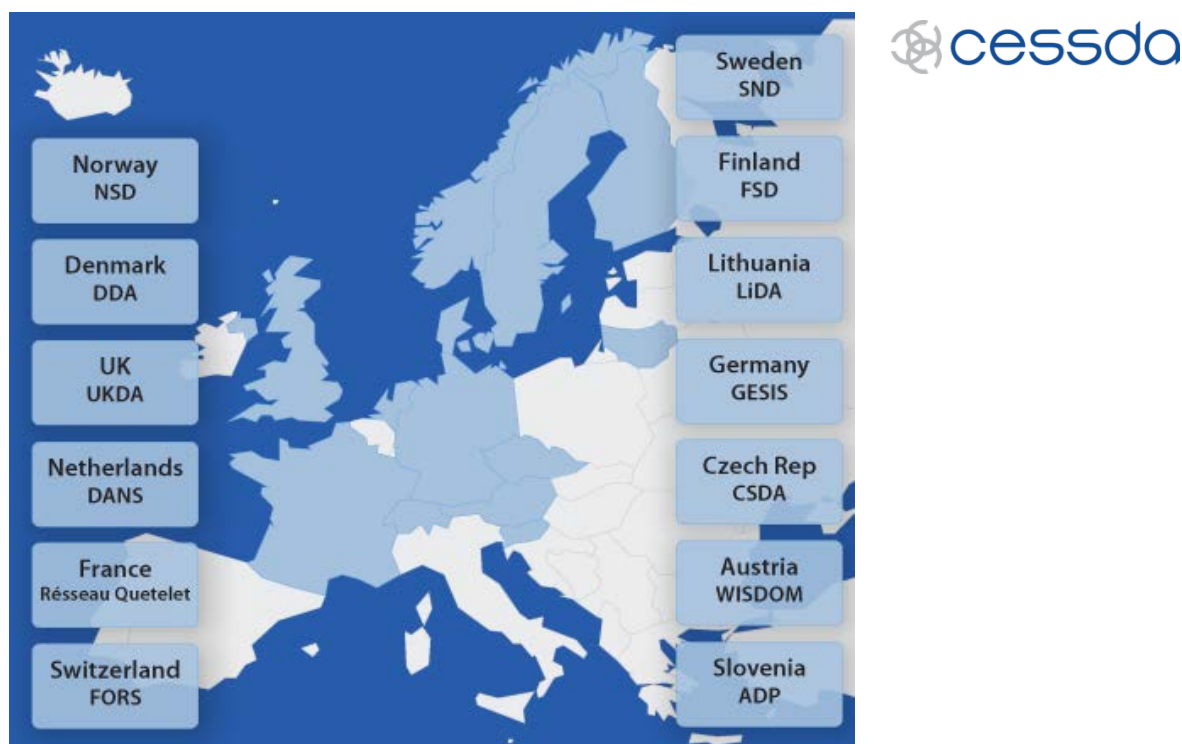 cessda
Norway
NSD
Denmark
DDA
UK
UKDA
Netherlands
DANS
France
Résseau Quetelet
Switzerland
FORS
Sweden
SND
Finland
FSD
Lithuania
LiDA
Germany
GESIS
Czech Rep
CSDA
Austria
WISDOM
Slovenia
ADP